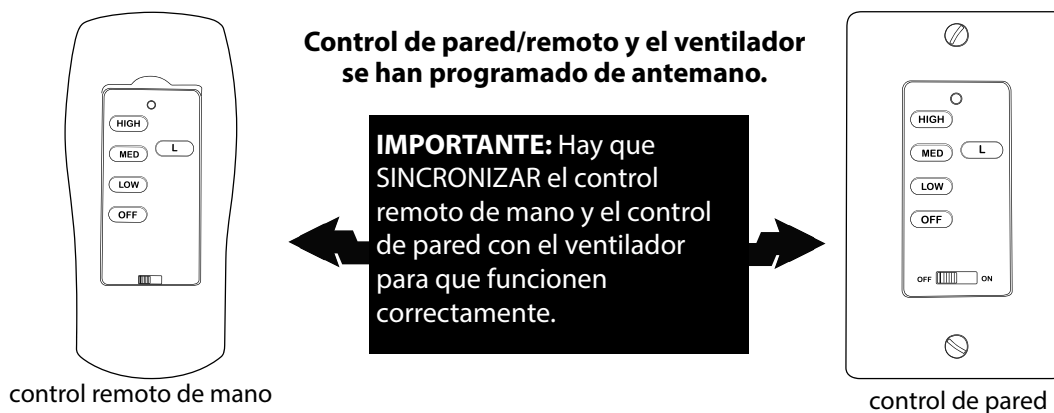 Control de pared/remoto y el ventilador
se han programado de antemano.
HIGH
MED L
LOW
OFF
control remoto de mano
IMPORTANTE: Hay que
SINCRONIZAR el control
remoto de mano y el control
de pared con el ventilador
para que funcionen
correctamente.
HIGH
MED L
LOW
OFF
OFF ON
control de pared